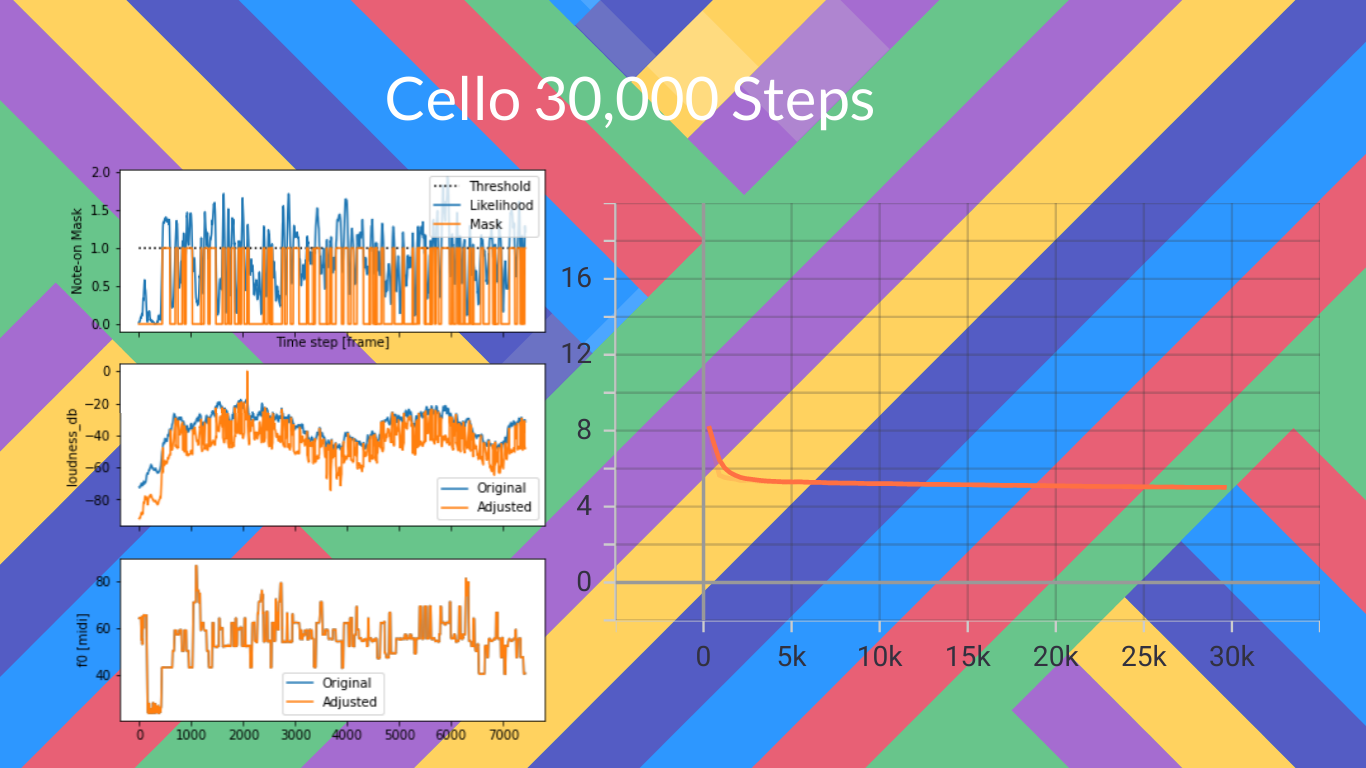 Cello 30,000 Steps
2.0
1.5
1.0
0.5
0.0
Note-on Mask
Threshold
Likelihood
Mask
Time step [frame]
0
−20
−40
−60
−80
loudness_db
Original
Adjusted
80
60
40
f0 [midi]
Original
Adjusted
0 1000 2000 3000 4000 5000 6000 7000
16
12
8
4
0
0 5k 10k 15k 20k 25k 30k